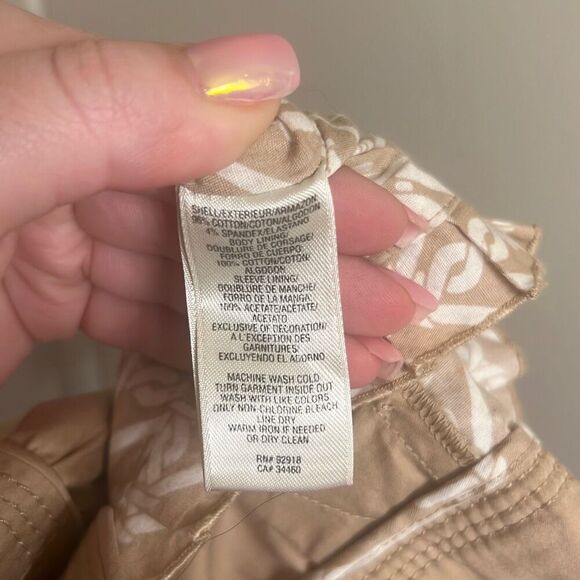 SHELL/EXTERIEUR/ARMAZON
96% COTTON/COTON/ALGODON
4% SPANDEX/ELASTANO
BODY LINING/
DOUBLURE DE CORSAGE/
FORRO DE CUERPO:
100% COTTON/COTON/
ALGODON
SLEEVE LINING/
DOUBLURE DE MANCHE/
FORRO DE LA MANGA:
100% ACETATE/ACÉTATE/
ACETATO
EXCLUSIVE OF DECORATION/
A L'EXCEPTION DES
GARNITURES/
EXCLUYENDO EL ADORNO
MACHINE WASH COLD
TURN GARMENT INSIDE OUT
WASH WITH LIKE COLORS
ONLY NON-CHLORINE BLEACH
LINE DRY
WARM IRON IF NEEDED
OR DRY CLEAN
RN# 92918
CA# 34460